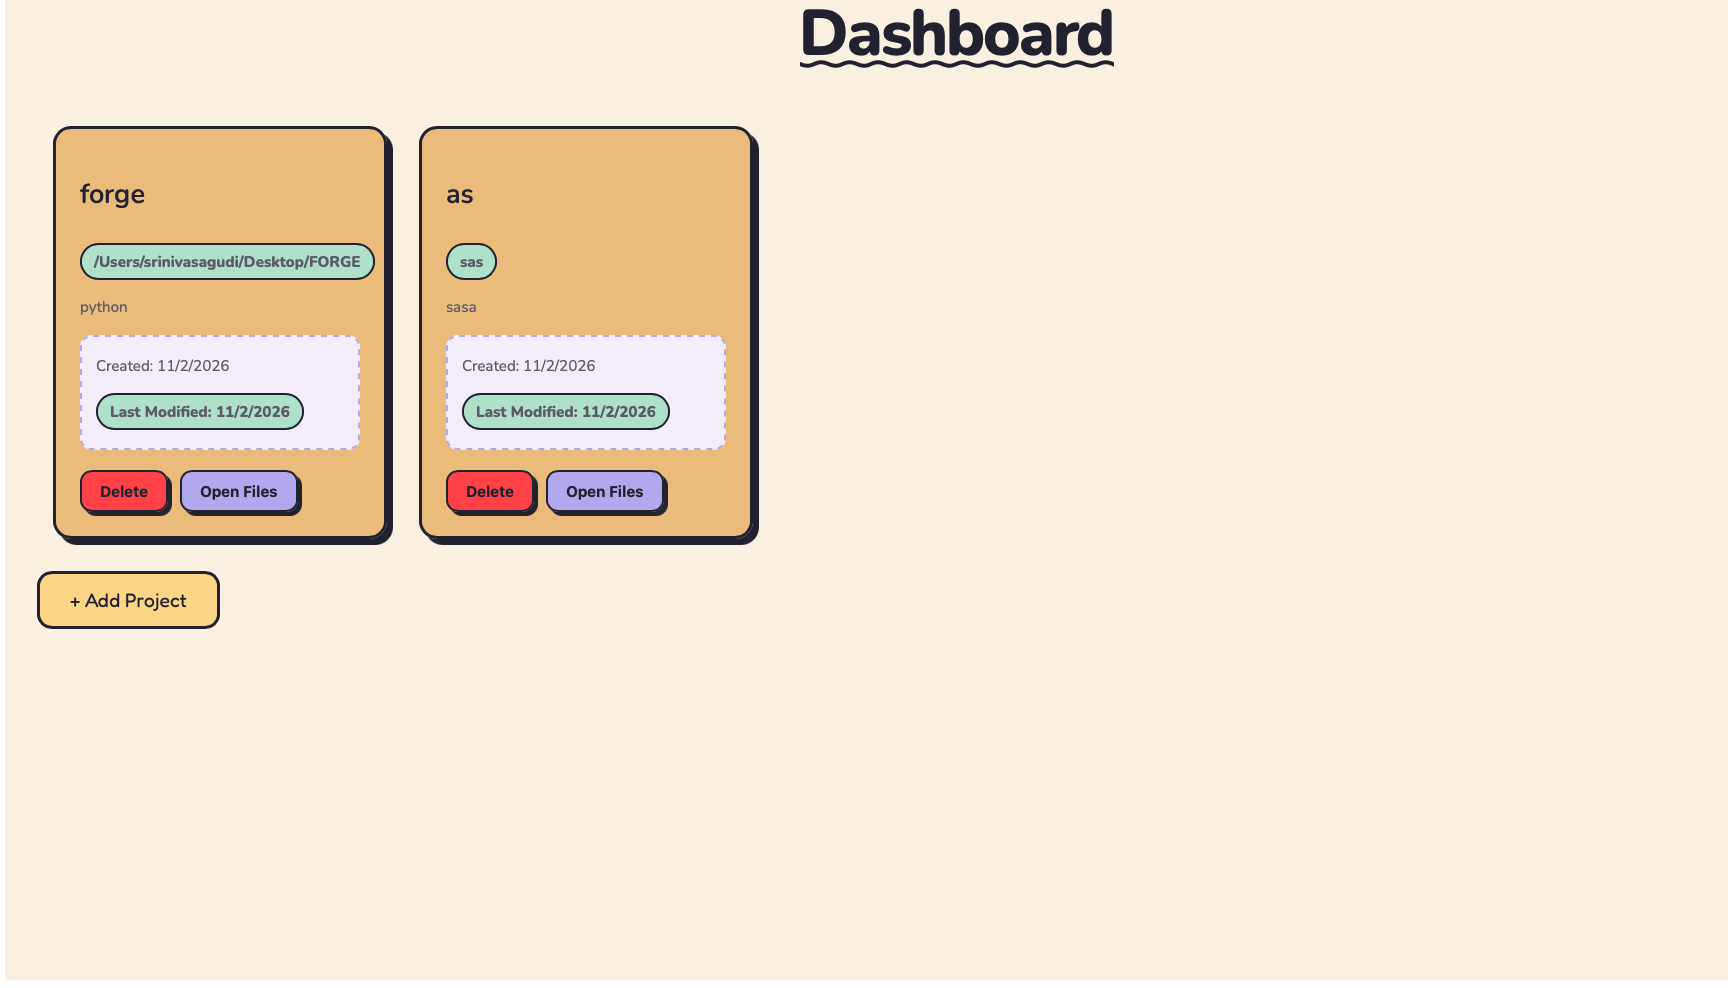 Dashboard
forge
/Users/srinivasagudi/Desktop/FORGE
python
Created: 11/2/2026
Last Modified: 11/2/2026
Delete
Open Files
as
sas
sasa
Created: 11/2/2026
Last Modified: 11/2/2026
Delete
Open Files
+ Add Project